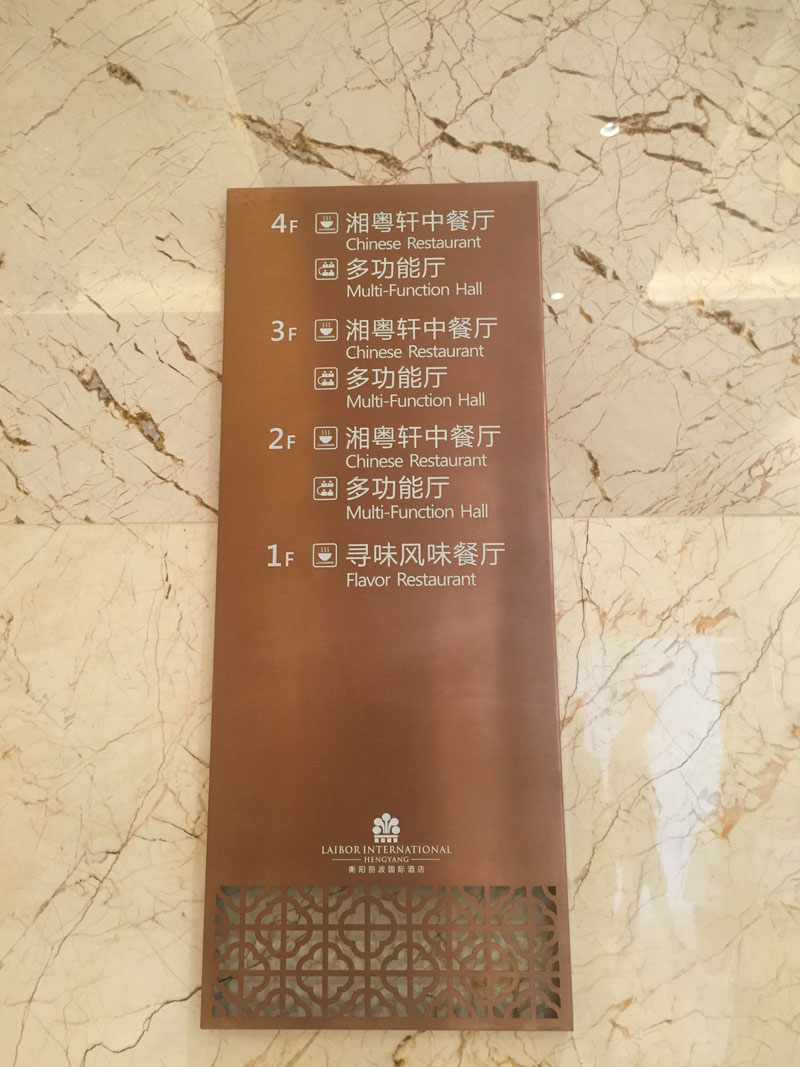 4F 湘粤轩中餐厅
Chinese Restaurant
多功能厅
Multi-Function Hall
3F 湘粤轩中餐厅
Chinese Restaurant
多功能厅
Multi-Function Hall
2F 湘粤轩中餐厅
Chinese Restaurant
多功能厅
Multi-Function Hall
1F 寻味风味餐厅
Flavor Restaurant
LAIBOR INTERNATIONAL
HENGYANG
衡阳丽波国际酒店